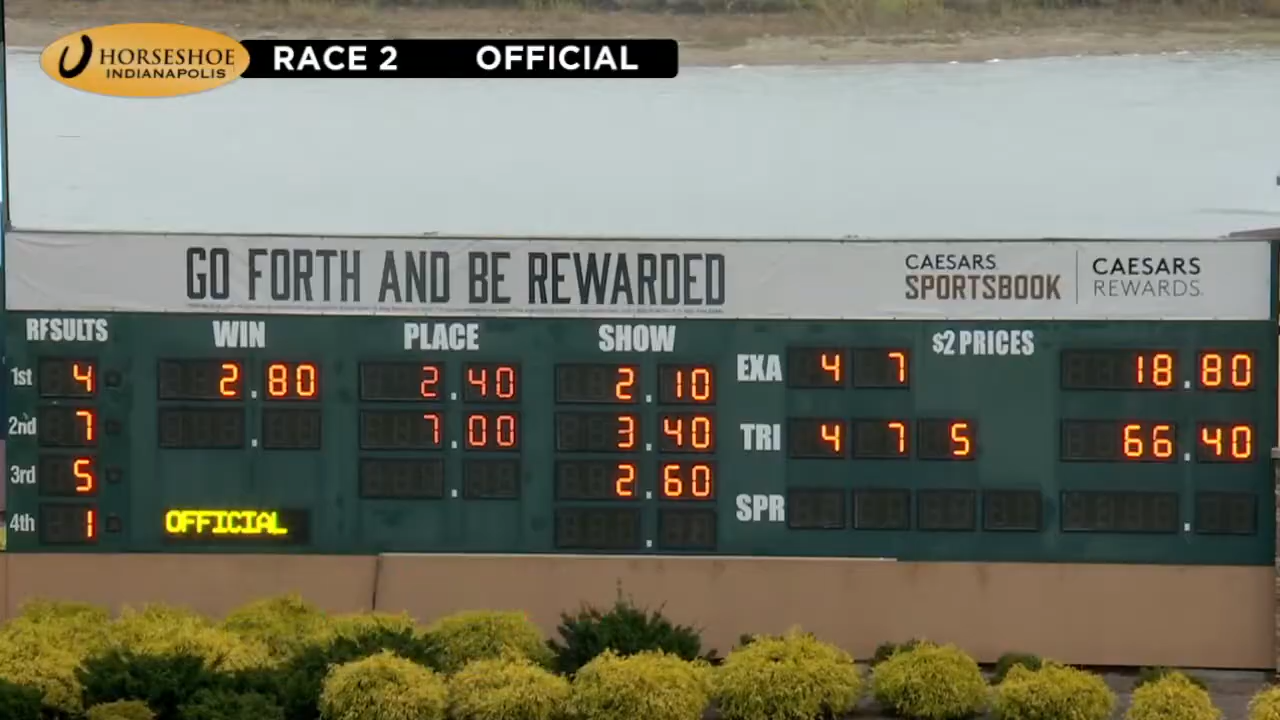 HORSESHOE
INDIANAPOLIS
RACE 2 OFFICIAL
GO FORTH AND BE REWARDED
CAESARS
SPORTSBOOK
CAESARS
REWARDS
RESULTS WIN PLACE SHOW $2 PRICES
1st 4 2.80 2.40 2.10 EXA 4 7 18.80
2nd 7 . 7.00 3.40 TRI 4 7 5 66.40
3rd 5 . 2.60
4th 1 OFFICIAL . SPR .